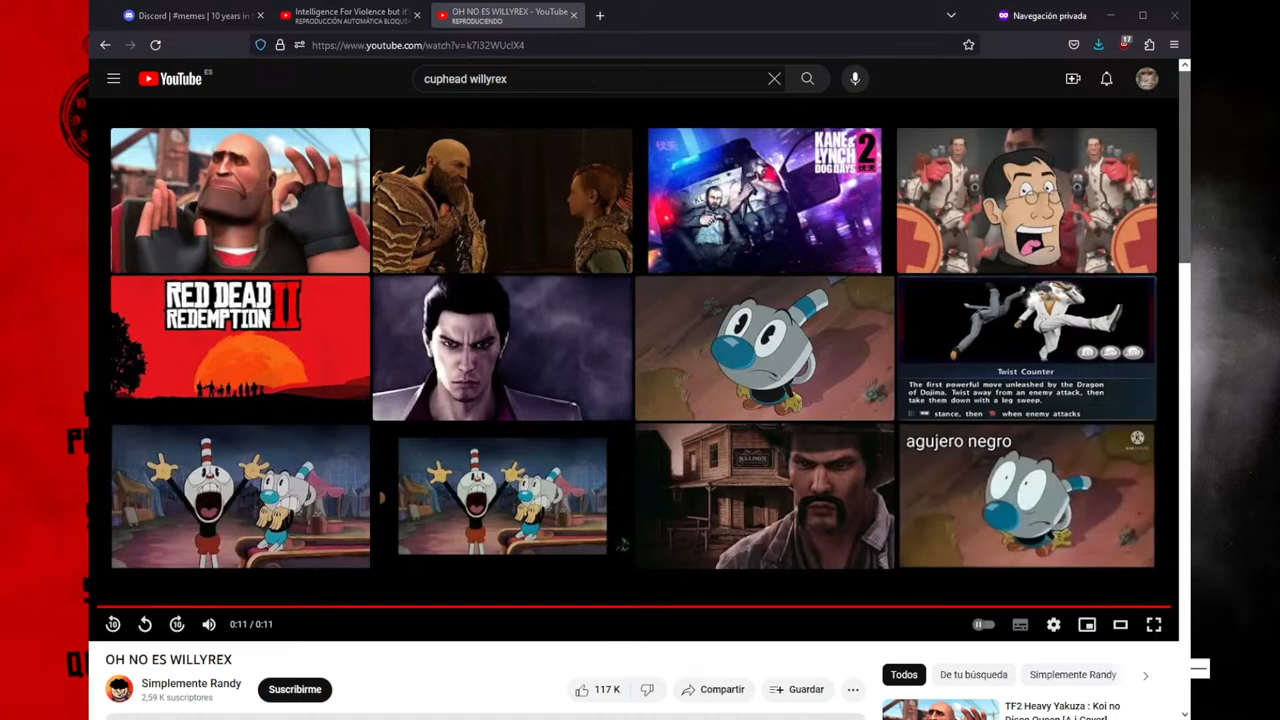 Discord | #memes | 10 years in
Intelligence For Violence but it'
REPRODUCCIÓN AUTOMÁTICA BLOQUE
OH NO ES WILLYREX - YouTube
REPRODUCIENDO
Navegación privada
https://www.youtube.com/watch?v=k7i32WUclX4
17
YouTube ES
cuphead willyrex
KANE &
LYNCH
DOG DAYS
2
RED DEAD
REDEMPTION II
Twist Counter
The first powerful move unleashed by the Dragon
of Dojima. Twist away from an enemy attack, then
take them down with a leg sweep.
stance, then
when enemy attacks
SALOON
agujero negro
10
10
0:11 / 0:11
OH NO ES WILLYREX
Simplemente Randy
2,59 K suscriptores
Suscribirme
117 K
Compartir
Guardar
Todos
De tu búsqueda
Simplemente Randy
TF2 Heavy Yakuza : Koi no
Disco Queen [A.i Cover]